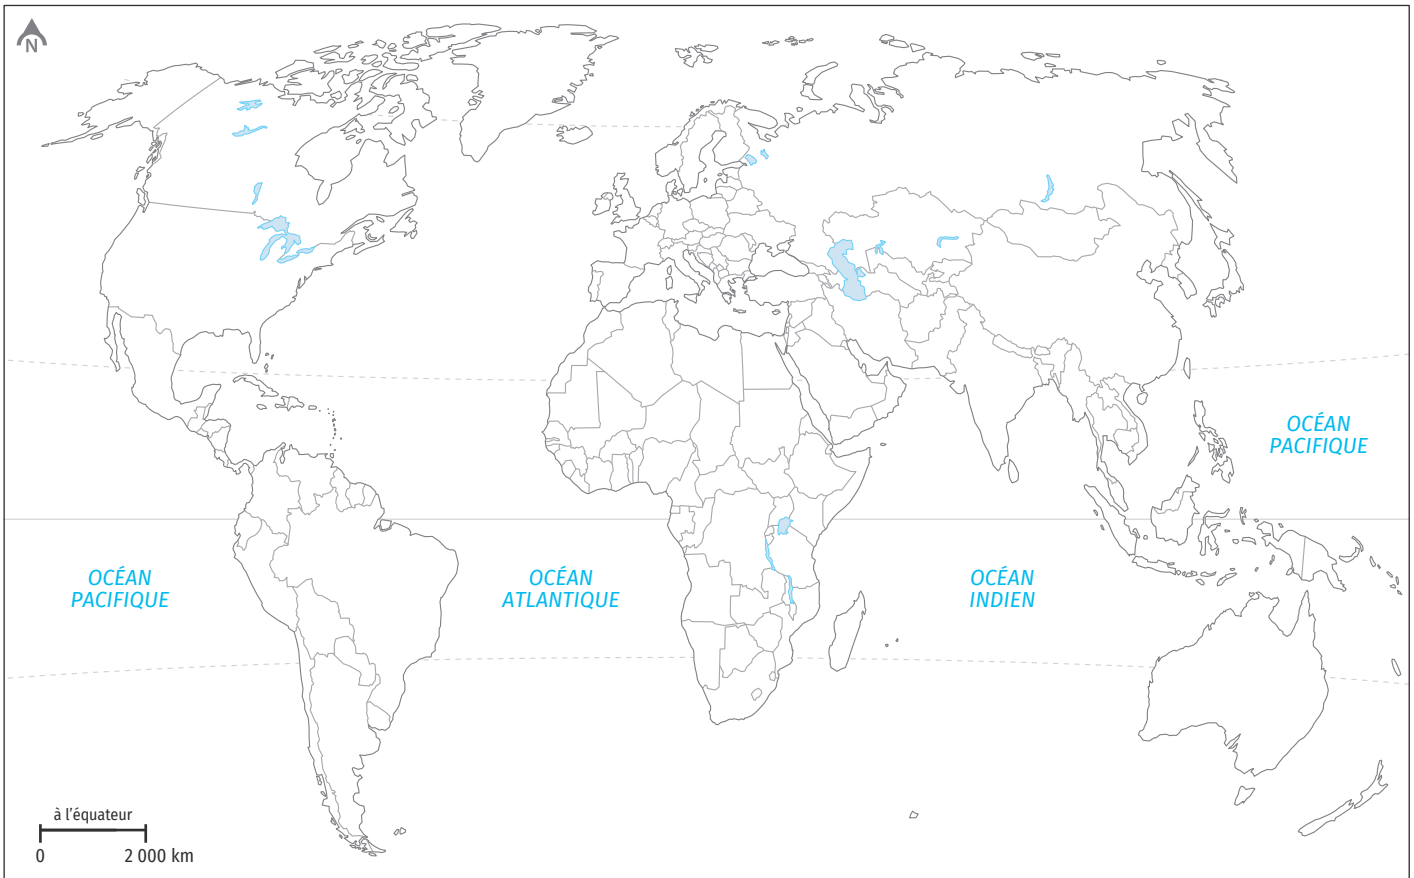 N
OCÉAN
PACIFIQUE
OCÉAN
PACIFIQUE
OCÉAN
ATLANTIQUE
OCÉAN
INDIEN
à l'équateur
0 2 000 km